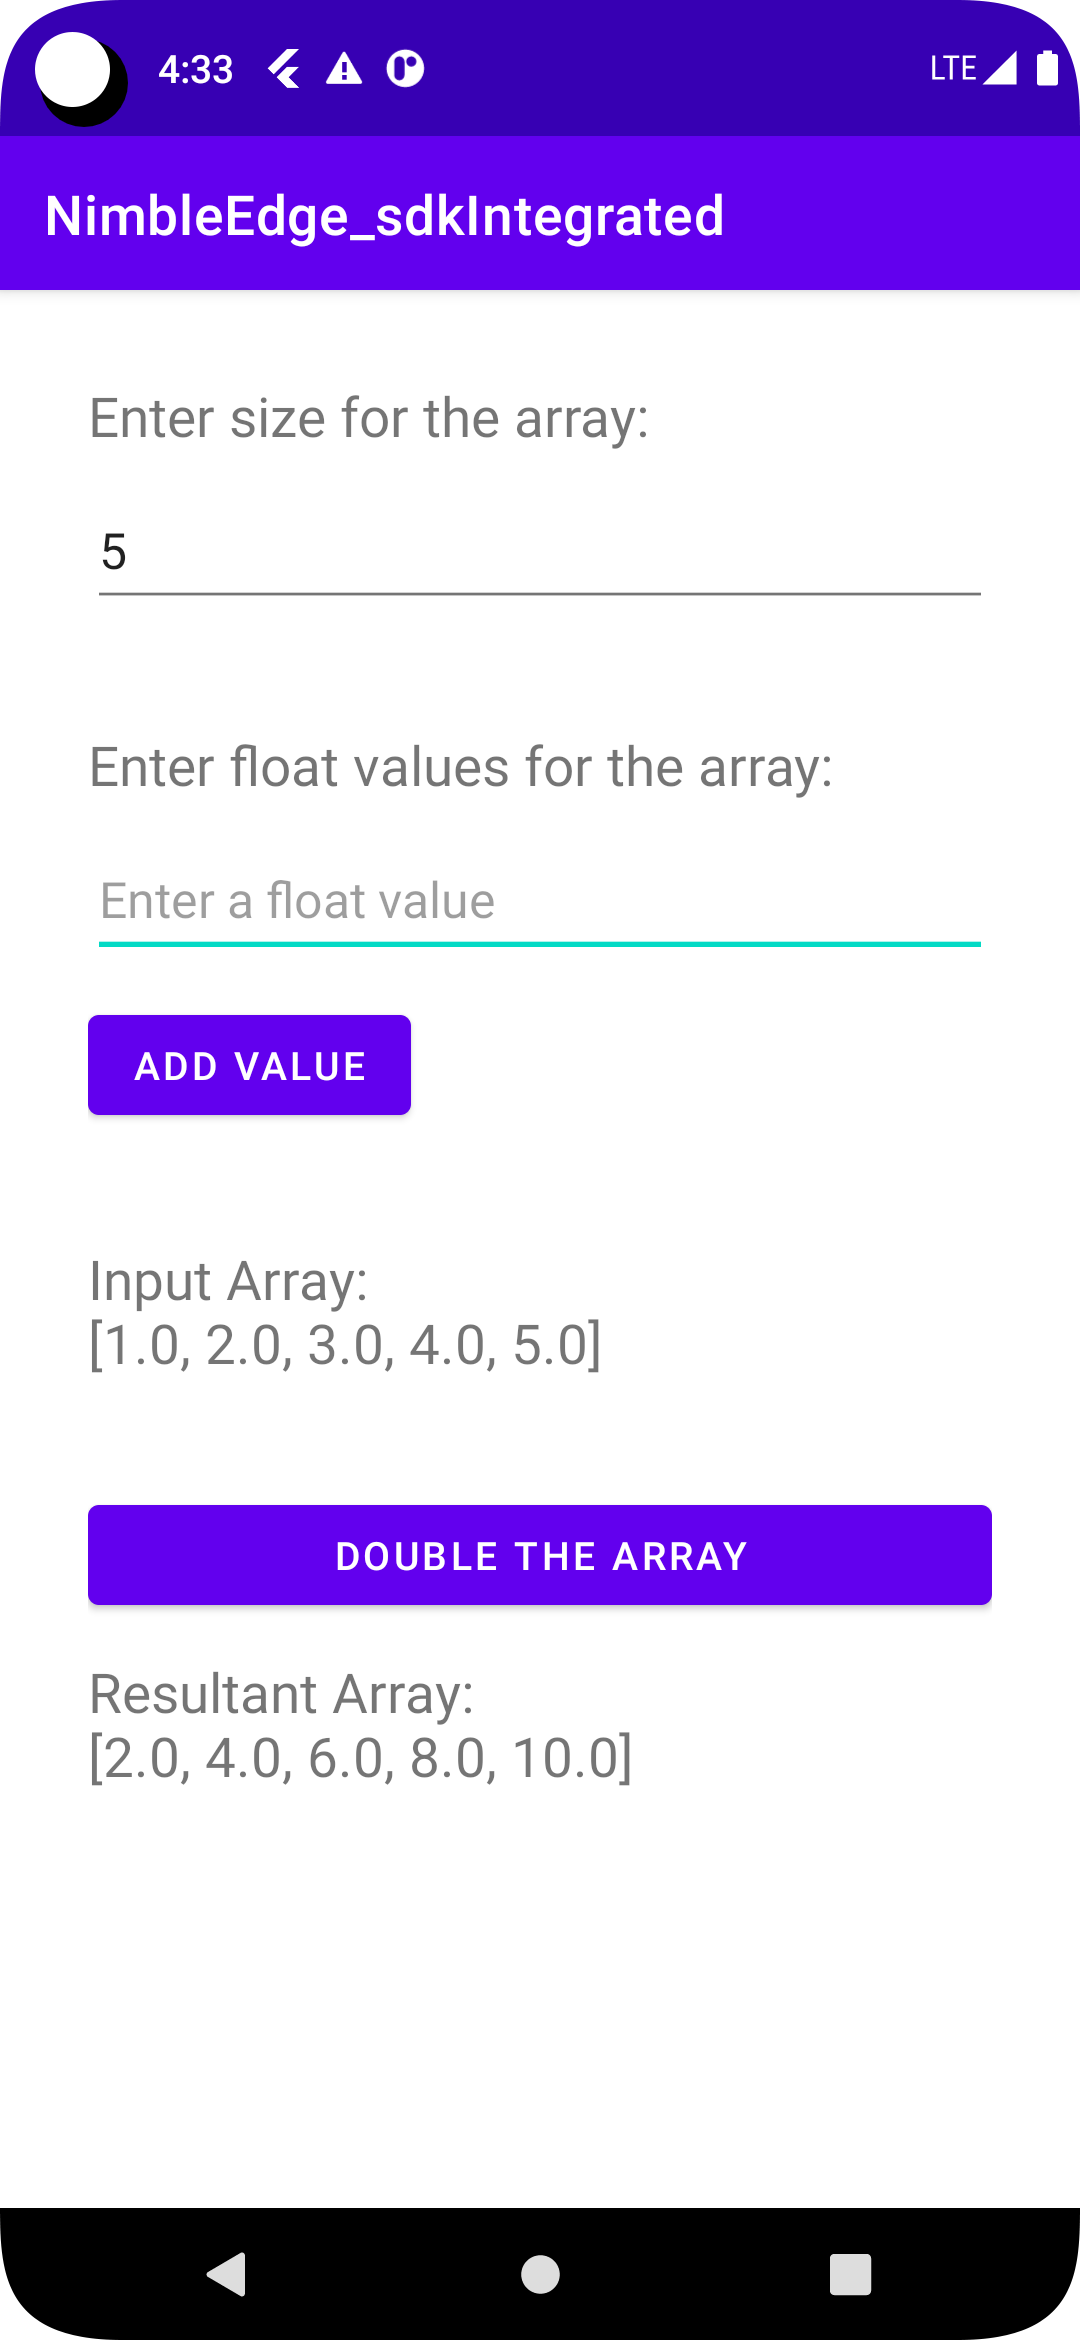 4:33
LTE
NimbleEdge_sdkIntegrated
Enter size for the array:
5
Enter float values for the array:
Enter a float value
ADD VALUE
Input Array:
[1.0, 2.0, 3.0, 4.0, 5.0]
DOUBLE THE ARRAY
Resultant Array:
[2.0, 4.0, 6.0, 8.0, 10.0]